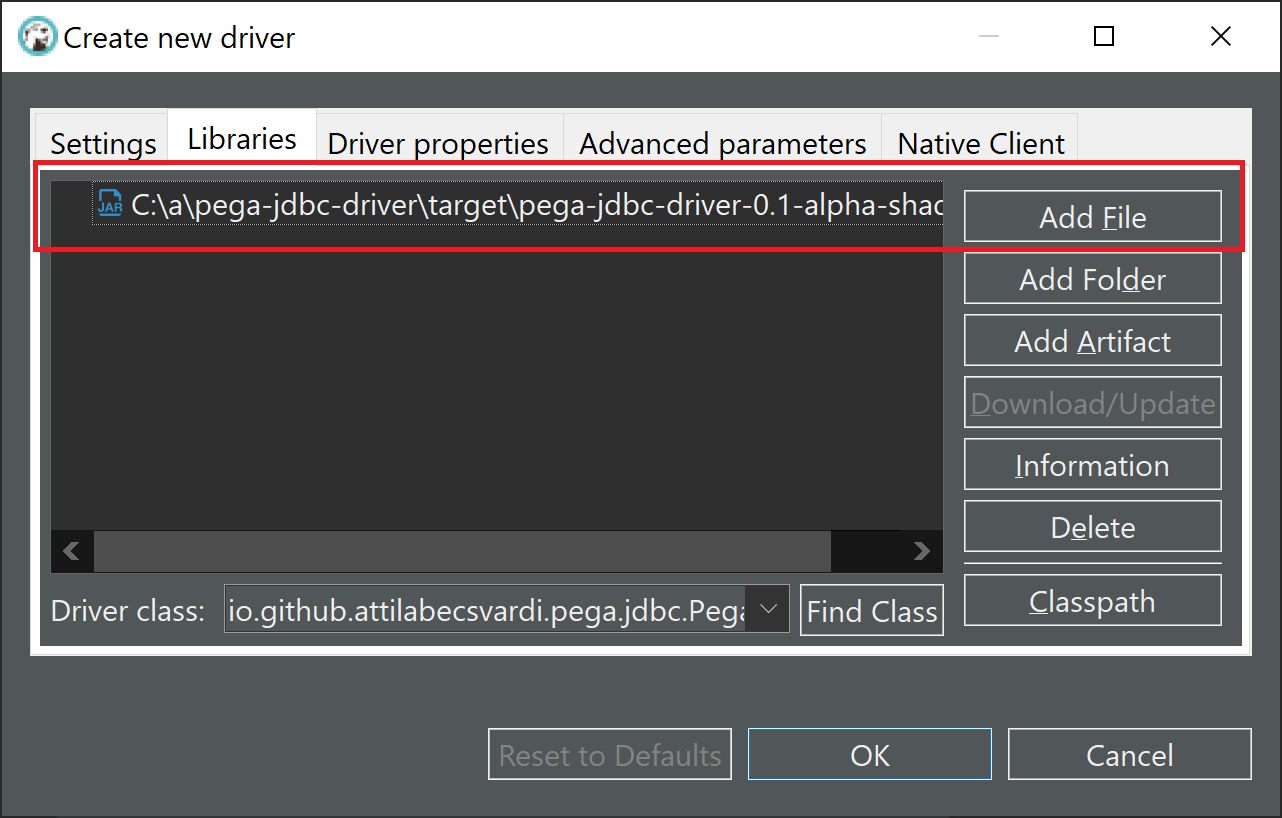 Create new driver
Settings Libraries Driver properties Advanced parameters Native Client
JAR C:\a\pega-jdbc-driver\target\pega-jdbc-driver-0.1-alpha-shad
Add File
Add Folder
Add Artifact
Download/Update
Information
Delete
Classpath
Driver class: io.github.attilabecsvardi.pega.jdbc.Pega Find Class
Reset to Defaults OK Cancel